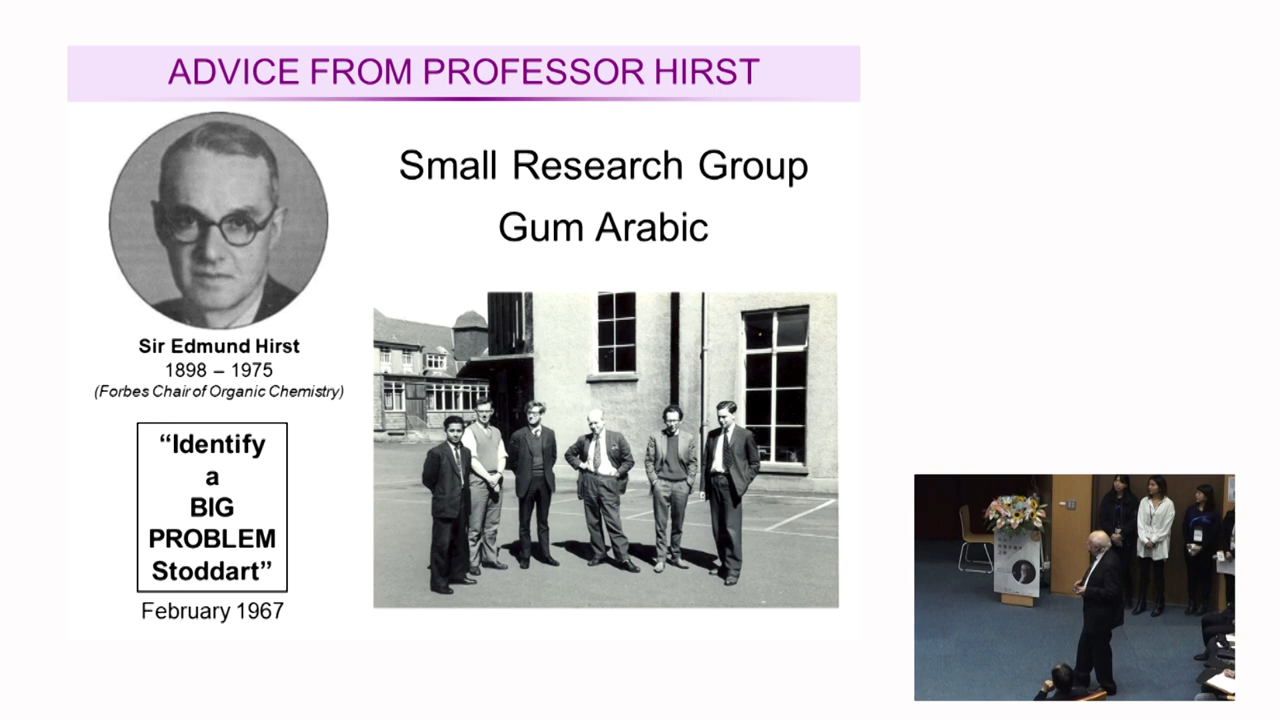 ADVICE FROM PROFESSOR HIRST
Small Research Group
Gum Arabic
Sir Edmund Hirst
1898 – 1975
(Forbes Chair of Organic Chemistry)
“Identify
a
BIG
PROBLEM
Stoddart”
February 1967